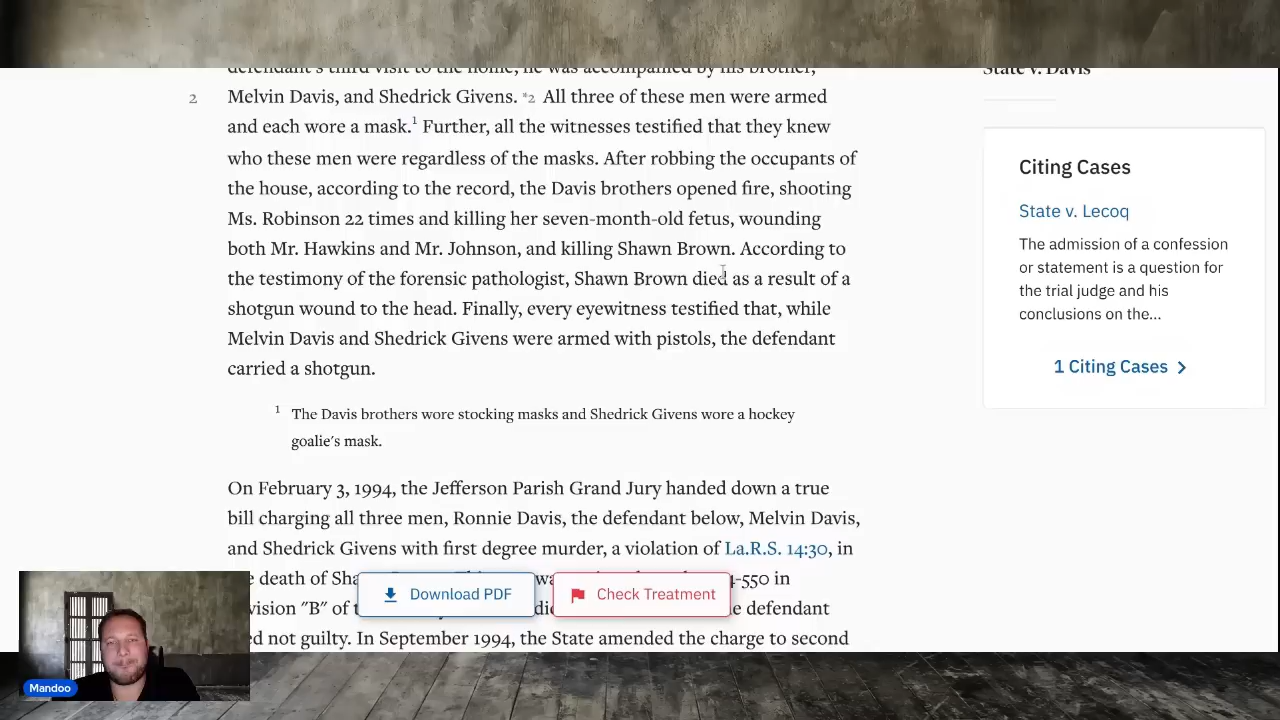 defendant's third visit to the home, he was accompanied by his brother,
2 Melvin Davis, and Shedrick Givens. *2 All three of these men were armed
and each wore a mask.1 Further, all the witnesses testified that they knew
who these men were regardless of the masks. After robbing the occupants of
the house, according to the record, the Davis brothers opened fire, shooting
Ms. Robinson 22 times and killing her seven-month-old fetus, wounding
both Mr. Hawkins and Mr. Johnson, and killing Shawn Brown. According to
the testimony of the forensic pathologist, Shawn Brown died as a result of a
shotgun wound to the head. Finally, every eyewitness testified that, while
Melvin Davis and Shedrick Givens were armed with pistols, the defendant
carried a shotgun.
1 The Davis brothers wore stocking masks and Shedrick Givens wore a hockey
goalie's mask.
On February 3, 1994, the Jefferson Parish Grand Jury handed down a true
bill charging all three men, Ronnie Davis, the defendant below, Melvin Davis,
and Shedrick Givens with first degree murder, a violation of La.R.S. 14:30, in
death of 4-550 in
"B" of defendant
not guilty. In September 1994, the State amended the charge to second
Download PDF
Check Treatment
State v. Davis
Citing Cases
State v. Lecoq
The admission of a confession
or statement is a question for
the trial judge and his
conclusions on the...
1 Citing Cases
Mandoo